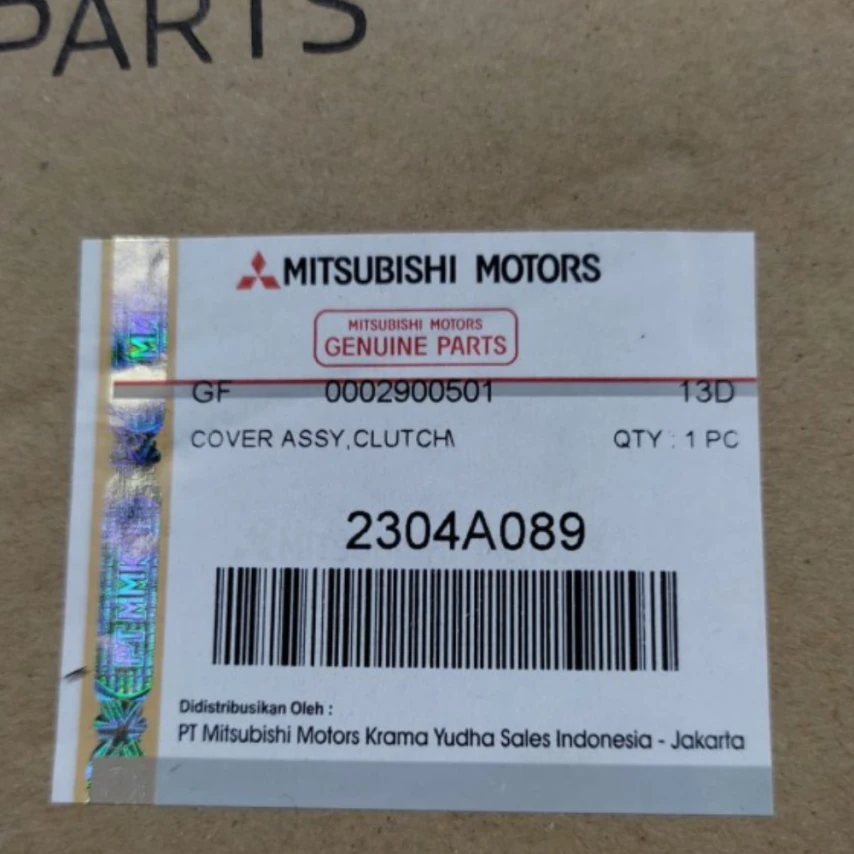 PARTS
MITSUBISHI MOTORS
MITSUBISHI MOTORS
GENUINE PARTS
GF 0002900501 13D
COVER ASSY,CLUTCH\
QTY : 1 PC
2304A089
Didistribusikan Oleh :
PT Mitsubishi Motors Krama Yudha Sales Indonesia - Jakarta